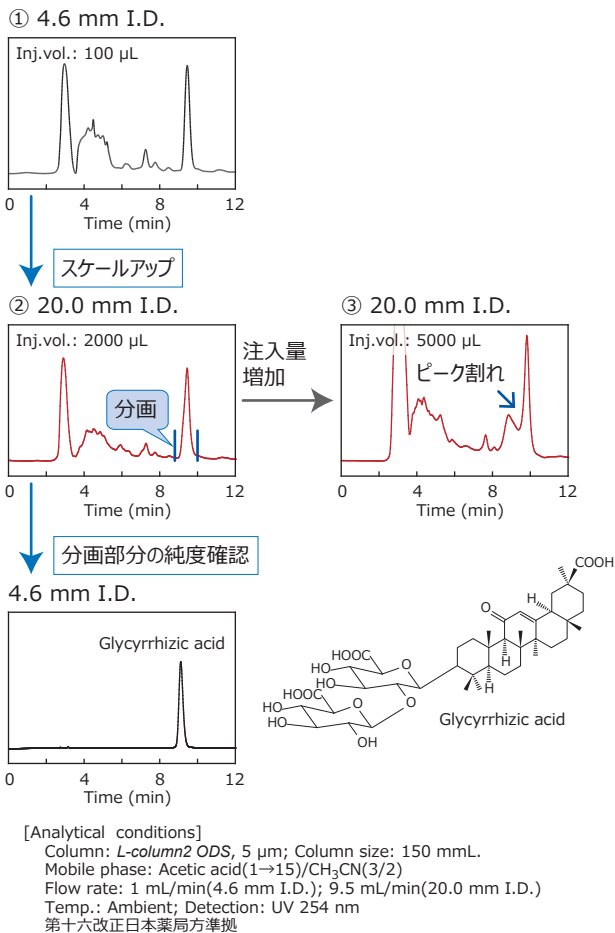 ① 4.6 mm I.D.
Inj.vol.: 100 µL
0 4 8 12
Time (min)
スケールアップ
② 20.0 mm I.D.
Inj.vol.: 2000 µL
分画
0 4 8 12
Time (min)
注入量
増加
③ 20.0 mm I.D.
Inj.vol.: 5000 µL
ピーク割れ
0 4 8 12
Time (min)
分画部分の純度確認
4.6 mm I.D.
Glycyrrhizic acid
0 4 8 12
Time (min)
COOH
H
O
H
H
HOOC
O
HO
HO
O
HOOC
O
O
HO
HO
OH
Glycyrrhizic acid
[Analytical conditions]
Column: L-column2 ODS, 5 µm; Column size: 150 mmL.
Mobile phase: Acetic acid(1→15)/CH₃CN(3/2)
Flow rate: 1 mL/min(4.6 mm I.D.); 9.5 mL/min(20.0 mm I.D.)
Temp.: Ambient; Detection: UV 254 nm
第十六改正日本薬局方準拠